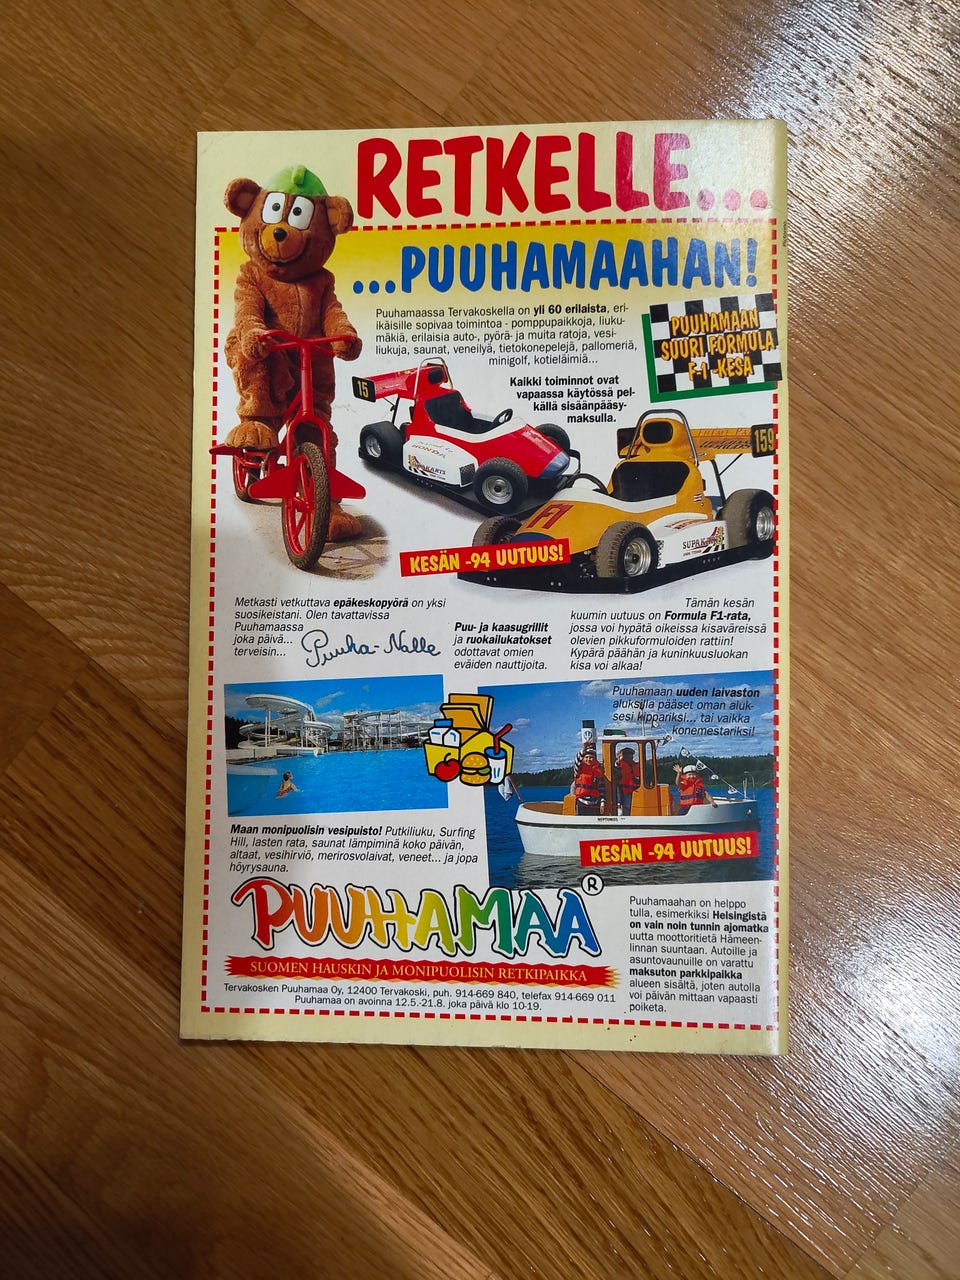 RETKELLE...
...PUUHAMAAHAN!
Puuhamaassa Tervakoskella on yli 60 erilaista, eri-
ikäisille sopivaa toimintoa - pomppupaikkoja, liuku-
mäkiä, erilaisia auto-, pyörä- ja muita ratoja, vesi-
liukuja, saunat, veneilyä, tietokonepelejä, pallomeriä,
minigolf, kotieläimiä...
PUUHAMAAN
SUURI FORMULA
F-1 -KESÄ
Kaikki toiminnot ovat
vapaassa käytössä pel-
källä sisäänpääsy-
maksulla.
15
HONDA
SUPAKARTS
159
F1
SUPAKARTS
KESÄN -94 UUTUUS!
Metkasti vetkuttava epäkeskopyörä on yksi
suosikeistani. Olen tavattavissa
Puuhamaassa
joka päivä...
terveisin...
Puuha-Nalle
Puu- ja kaasugrillit
ja ruokailukatokset
odottavat omien
eväiden nauttijoita.
Tämän kesän
kuumin uutuus on Formula F1-rata,
jossa voi hypätä oikeissa kisaväreissä
olevien pikkuformuloiden rattiin!
Kypärä päähän ja kuninkuusluokan
kisa voi alkaa!
Puuhamaan uuden laivaston
aluksilla pääset oman aluk-
sesi kippariksi... tai vaikka
konemestariksi!
NEPTUNUS
KESÄN -94 UUTUUS!
Maan monipuolisin vesipuisto! Putkiliuku, Surfing
Hill, lasten rata, saunat lämpiminä koko päivän,
altaat, vesihirviö, merirosvolaivat, veneet... ja jopa
höyrysauna.
PUUHAMAA®
SUOMEN HAUSKIN JA MONIPUOLISIN RETKIPAIKKA
Tervakosken Puuhamaa Oy, 12400 Tervakoski, puh. 914-669 840, telefax 914-669 011
Puuhamaa on avoinna 12.5.-21.8. joka päivä klo 10-19.
Puuhamaahan on helppo
tulla, esimerkiksi Helsingistä
on vain noin tunnin ajomatka
uutta moottoritietä Hämeen-
linnan suuntaan. Autoille ja
asuntovaunuille on varattu
maksuton parkkipaikka
alueen sisältä, joten autolla
voi päivän mittaan vapaasti
poiketa.